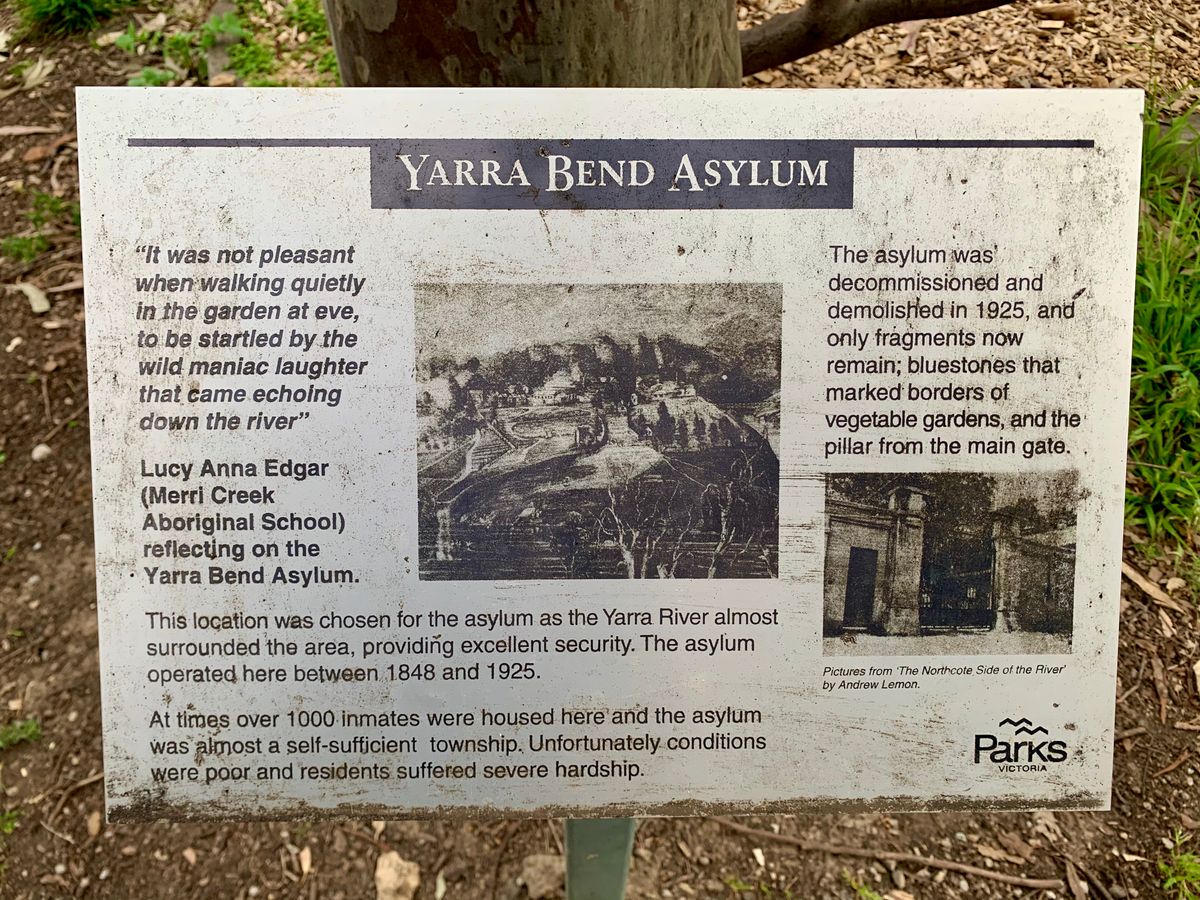 YARRA BEND ASYLUM
“It was not pleasant
when walking quietly
in the garden at eve,
to be startled by the
wild maniac laughter
that came echoing
down the river”
Lucy Anna Edgar
(Merri Creek
Aboriginal School)
reflecting on the
Yarra Bend Asylum.
This location was chosen for the asylum as the Yarra River almost
surrounded the area, providing excellent security. The asylum
operated here between 1848 and 1925.
At times over 1000 inmates were housed here and the asylum
was almost a self-sufficient township. Unfortunately conditions
were poor and residents suffered severe hardship.
The asylum was
decommissioned and
demolished in 1925, and
only fragments now
remain; bluestones that
marked borders of
vegetable gardens, and the
pillar from the main gate.
Pictures from ‘The Northcote Side of the River’
by Andrew Lemon.
Parks
VICTORIA